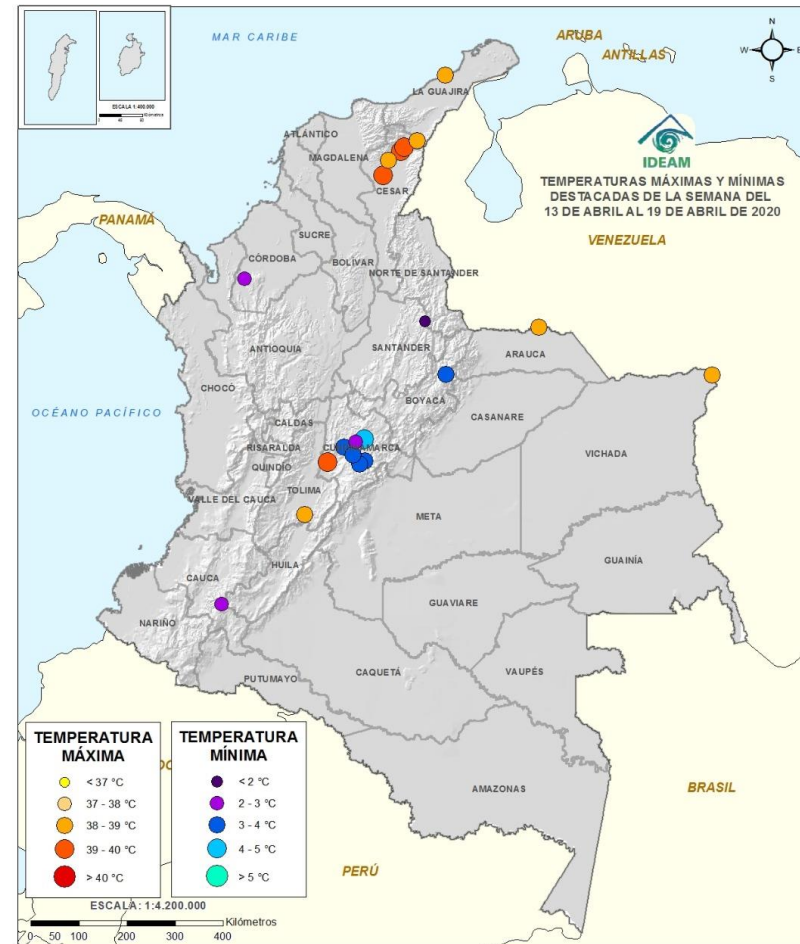 MAR CARIBE
ARUBA
ANTILLAS
N
W
E
S
ESCALA 1:400.000
Kilómetros
LA GUAJIRA
ATLÁNTICO
MAGDALENA
CESAR
IDEAM
TEMPERATURAS MÁXIMAS Y MÍNIMAS
DESTACADAS DE LA SEMANA DEL
13 DE ABRIL AL 19 DE ABRIL DE 2020
PANAMÁ
VENEZUELA
SUCRE
CÓRDOBA
BOLÍVAR
NORTE DE SANTANDER
ANTIOQUIA
SANTANDER
ARAUCA
CHOCÓ
BOYACÁ
CASANARE
OCÉANO PACÍFICO
CALDAS
RISARALDA
VICHADA
QUINDÍO
TOLIMA
VALLE DEL CAUCA
META
GUAINÍA
HUILA
CAUCA
GUAVIARE
NARIÑO
CAQUETÁ
VAUPÉS
PUTUMAYO
AMAZONAS
BRASIL
PERÚ
TEMPERATURA
MÁXIMA
< 37 °C
37 - 38 °C
38 - 39 °C
39 - 40 °C
> 40 °C
TEMPERATURA
MÍNIMA
< 2 °C
2 - 3 °C
3 - 4 °C
4 - 5 °C
> 5 °C
ESCALA: 1:4.200.000
Kilómetros
0 50 100 200 300 400